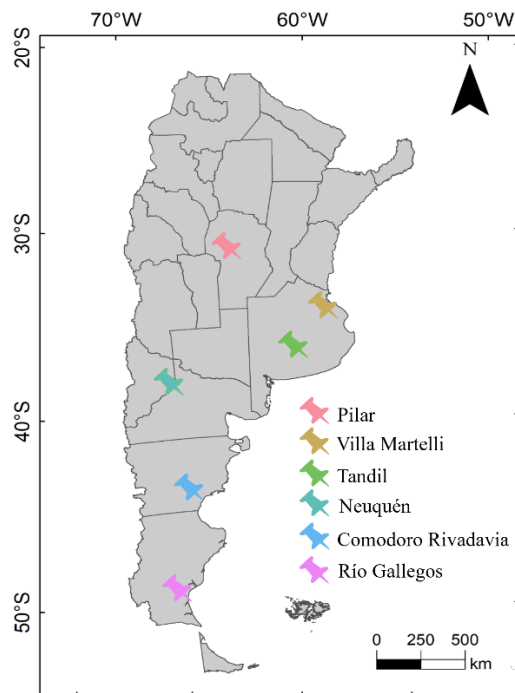 70°W 60°W 50°W
20°S
N
30°S
40°S
50°S
Pilar
Villa Martelli
Tandil
Neuquén
Comodoro Rivadavia
Río Gallegos
0 250 500
km